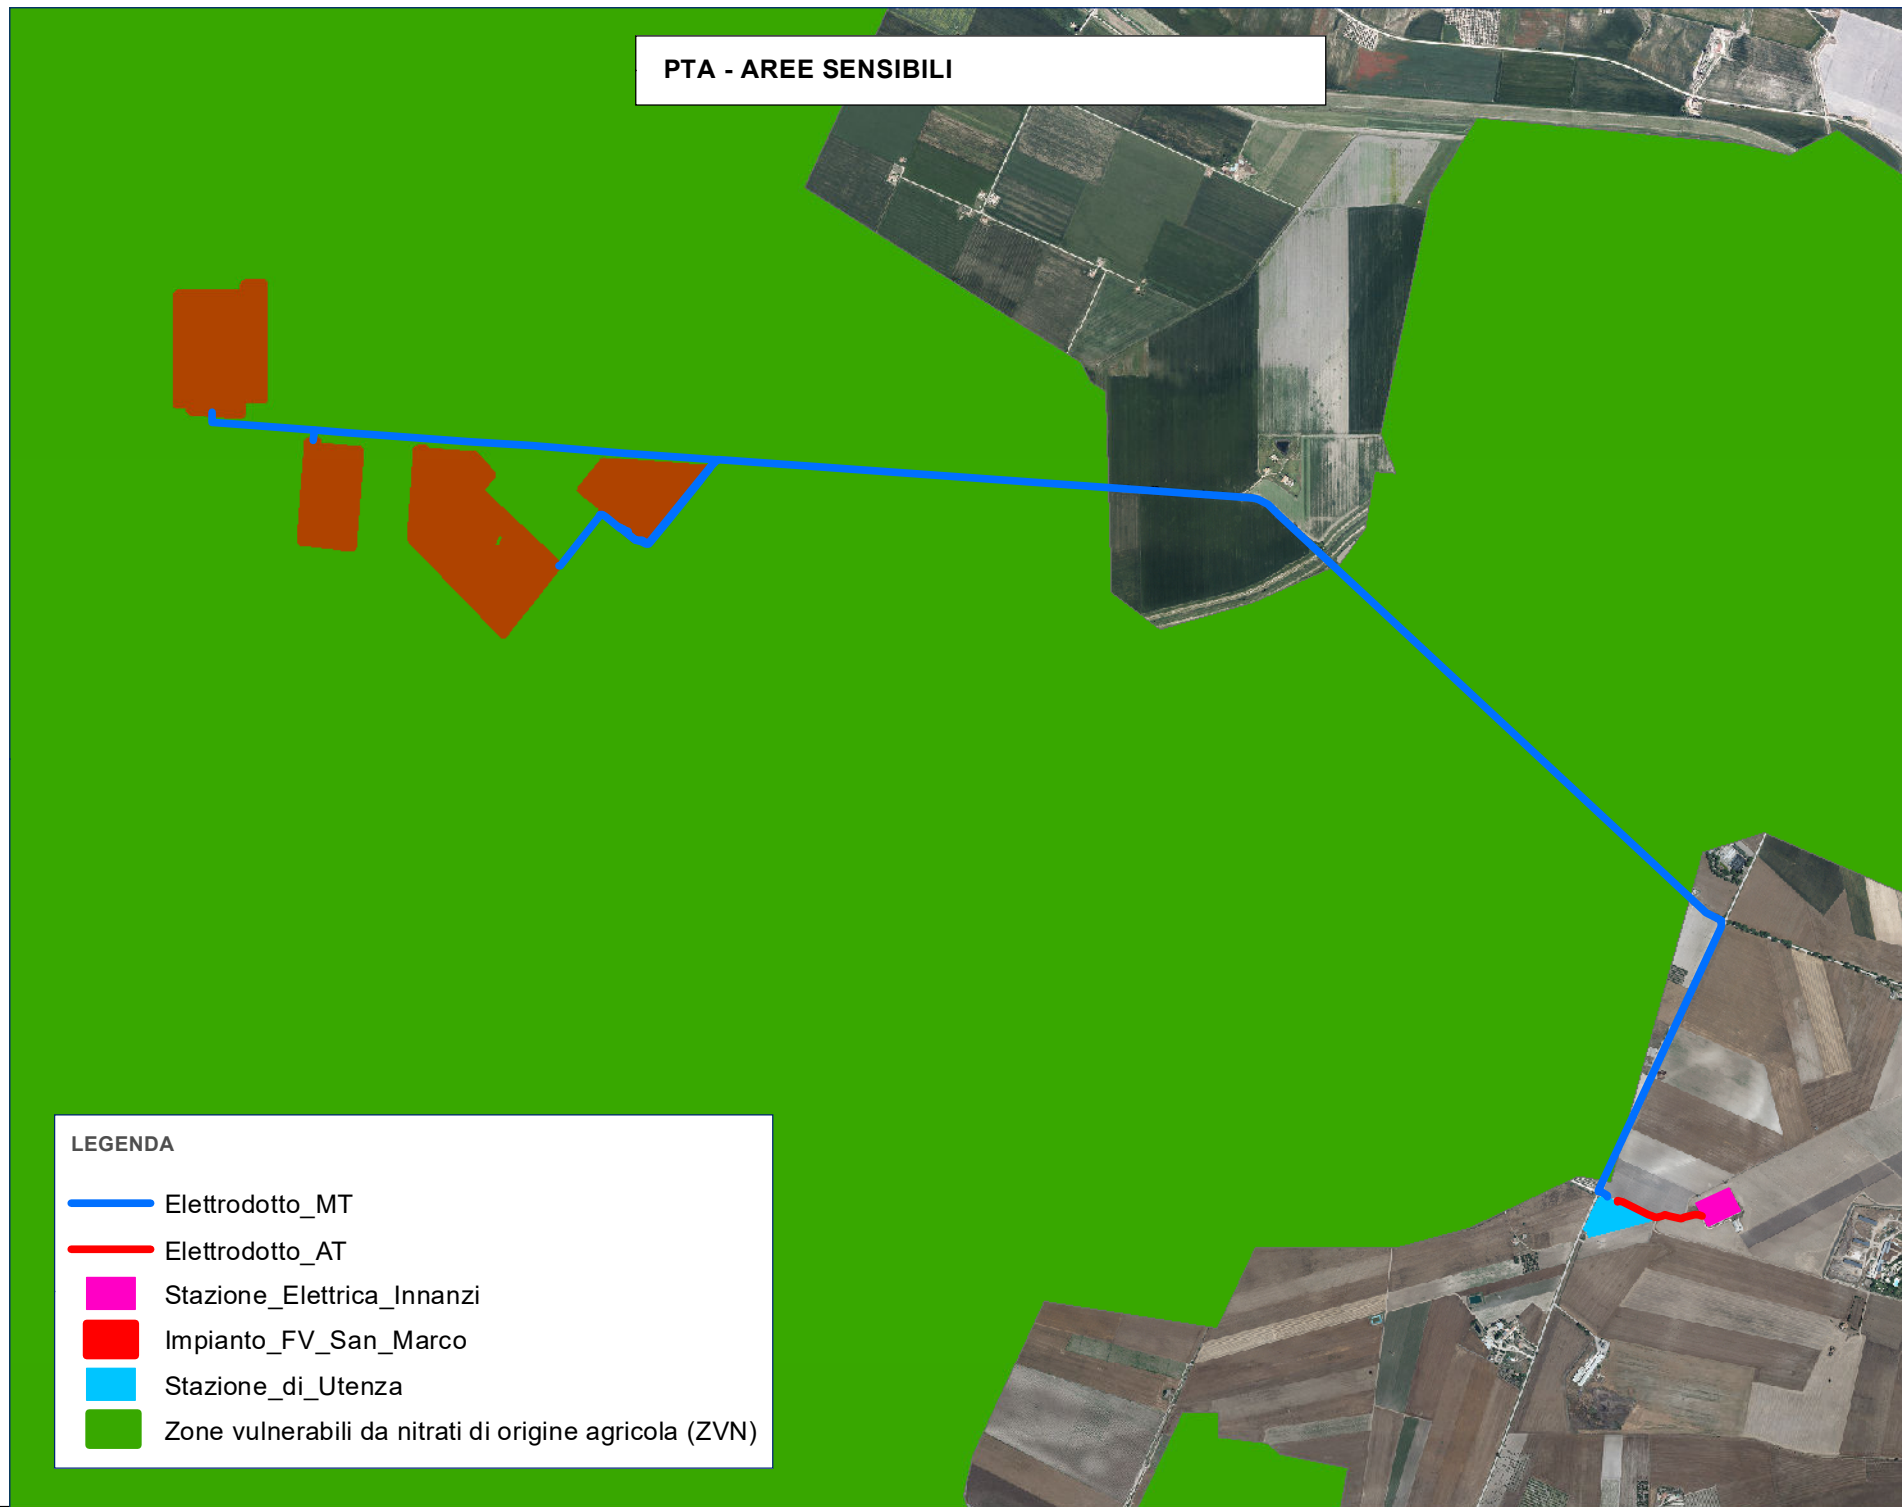 PTA - AREE SENSIBILI
LEGENDA
Elettrodotto_MT
Elettrodotto_AT
Stazione_Elettrica_Innanzi
Impianto_FV_San_Marco
Stazione_di_Utenza
Zone vulnerabili da nitrati di origine agricola (ZVN)